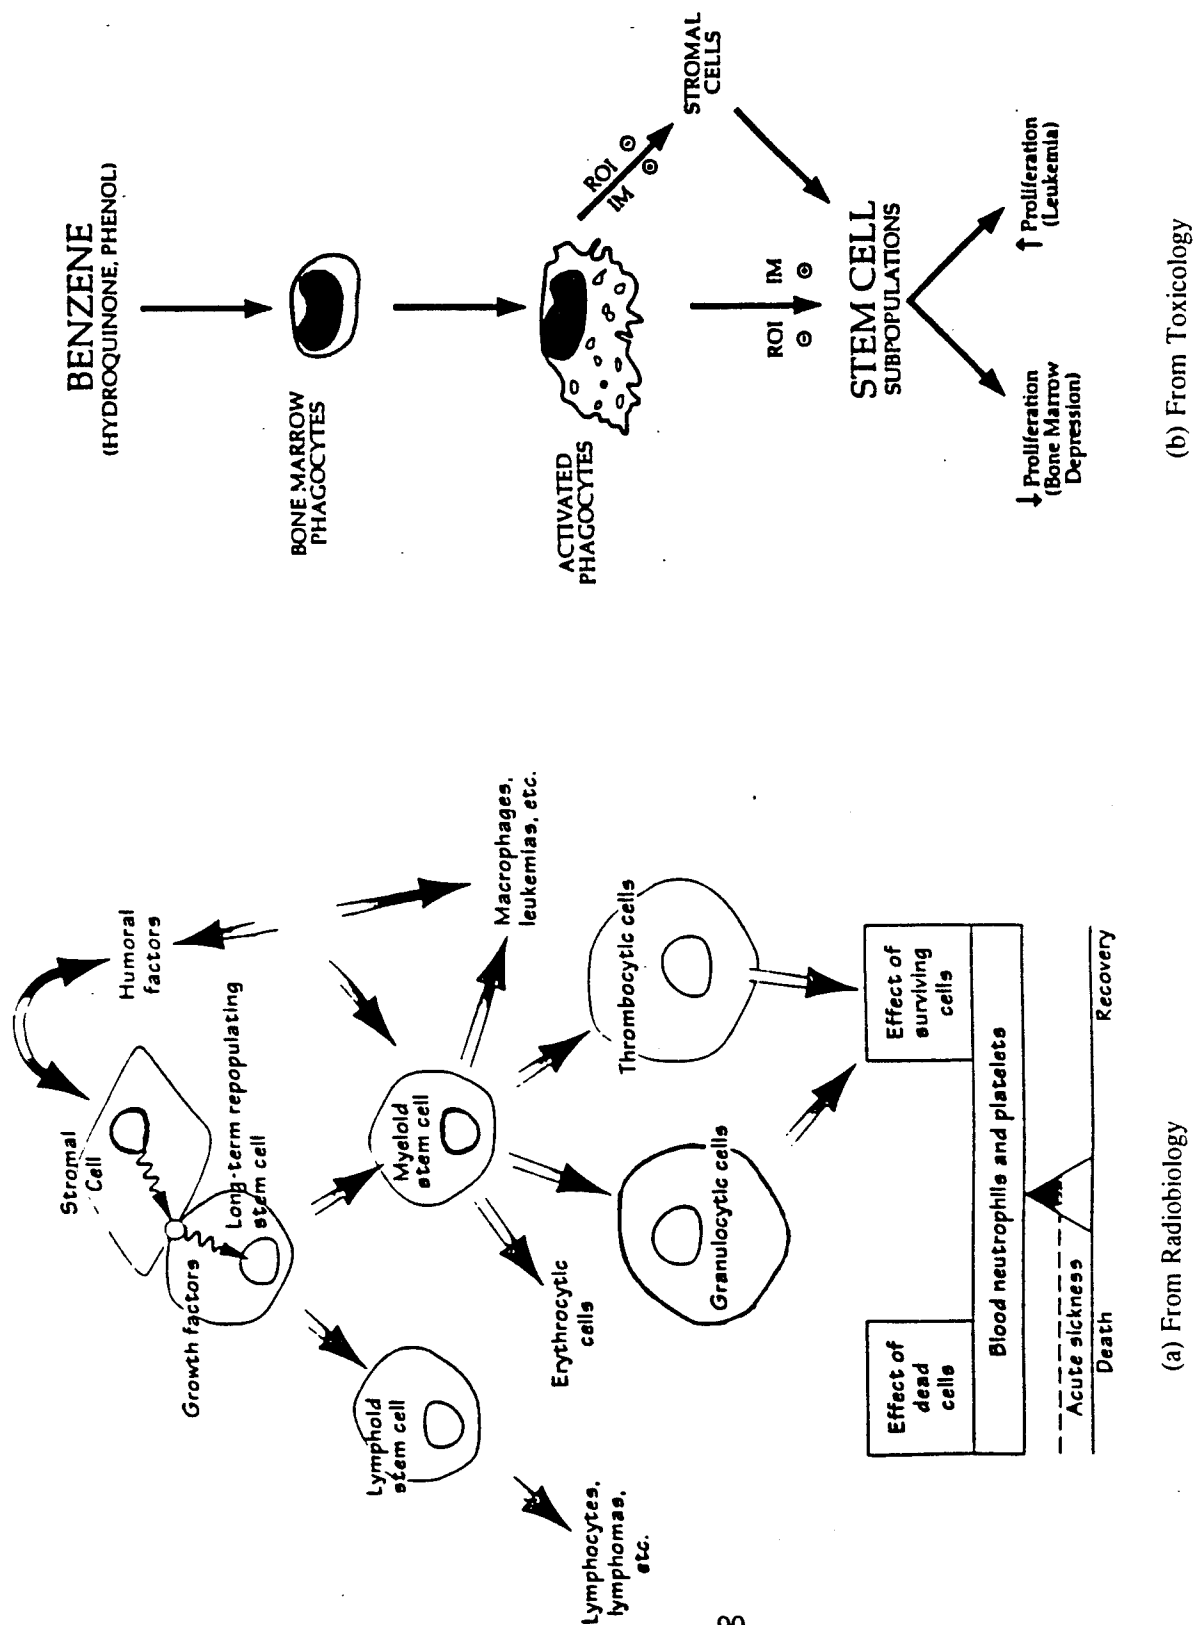 Stromal
Cell
Humoral
factors
Growth factors
Long-term repopulating
stem cell
Lymphoid
stem cell
Myeloid
stem cell
Macrophages,
leukemias, etc.
Lymphocytes,
lymphomas,
etc.
Erythrocytic
cells
Granulocytic cells
Thrombocytic cells
Effect of
dead
cells
Effect of
surviving
cells
Blood neutrophils and platelets
Acute sickness
Death
Recovery
(a) From Radiobiology
BENZENE
(HYDROQUINONE, PHENOL)
BONE MARROW
PHAGOCYTES
ACTIVATED
PHAGOCYTES
ROI ⊖
IM ⊕
STROMAL
CELLS
ROI IM
⊖ ⊕
STEM CELL
SUBPOPULATIONS
↓ Proliferation
(Bone Marrow
Depression)
↑ Proliferation
(Leukemia)
(b) From Toxicology